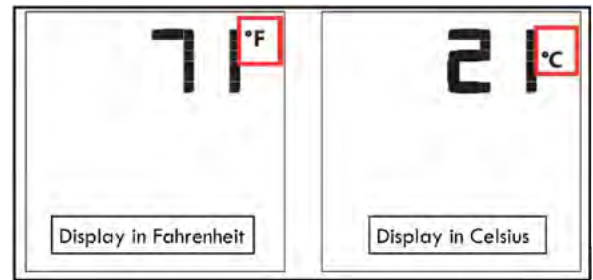 71 °F
21 °C
Display in Fahrenheit
Display in Celsius